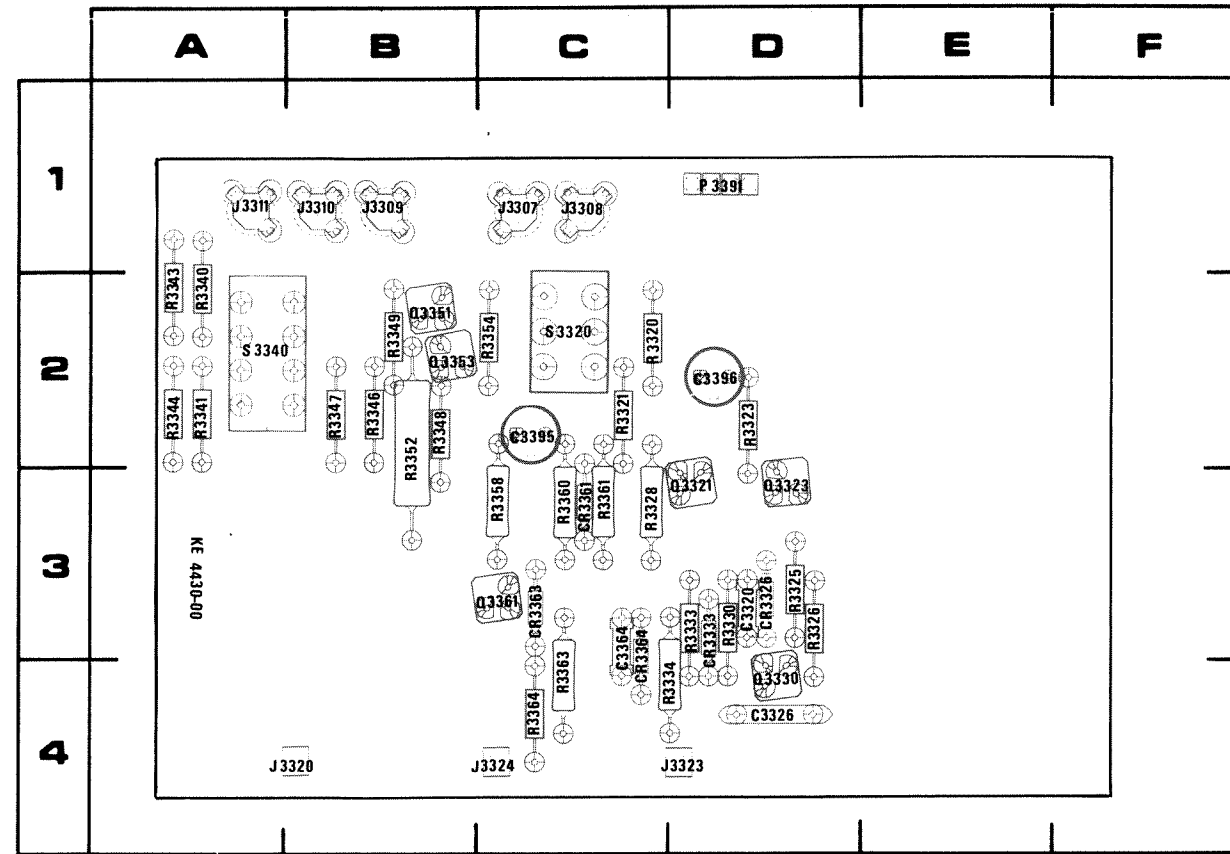 A B C D E F
1
P 3391
J3311 J3310 J3309 J3307 J3308
R3343 R3340
Q3351
R3349 R3354 S 3320 R3320
S 3340
Q3353
2
C3396
R3344 R3341 R3347 R3346 R3348 R3321 R3323
R3352
C3395
R3358 R3360 CR3361 R3361 R3328 Q3321 Q3323
KE 4430-00
3
Q3361 CR3363
R3325
C3320 CR3326
R3333 CR3333 R3330 R3326
C3364 CR3364
R3363 R3334
Q3330
R3364
C3326
4
J3320 J3324 J3323